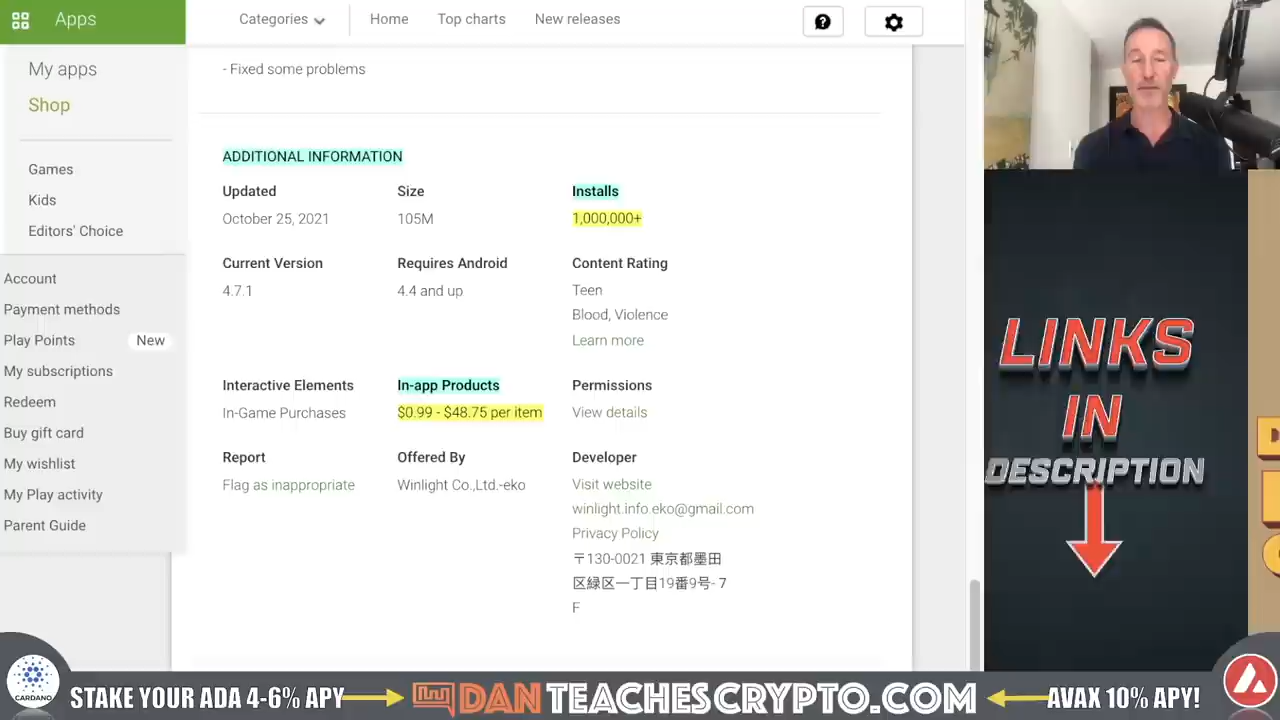 Apps
Categories
Home
Top charts
New releases
My apps
Shop
Games
Kids
Editors' Choice
Account
Payment methods
Play Points
New
My subscriptions
Redeem
Buy gift card
My wishlist
My Play activity
Parent Guide
- Fixed some problems
ADDITIONAL INFORMATION
Updated
Size
Installs
October 25, 2021
105M
1,000,000+
Current Version
Requires Android
Content Rating
4.7.1
4.4 and up
Teen
Blood, Violence
Learn more
Interactive Elements
In-app Products
Permissions
In-Game Purchases
$0.99 - $48.75 per item
View details
Report
Offered By
Developer
Flag as inappropriate
Winlight Co.,Ltd.-eko
Visit website
winlight.info.eko@gmail.com
Privacy Policy
〒130-0021 東京都墨田
区緑区一丁目19番9号- 7
F
LINKS
IN
DESCRIPTION
CARDANO
STAKE YOUR ADA 4-6% APY
DANTEACHESCRYPTO.COM
AVAX 10% APY!